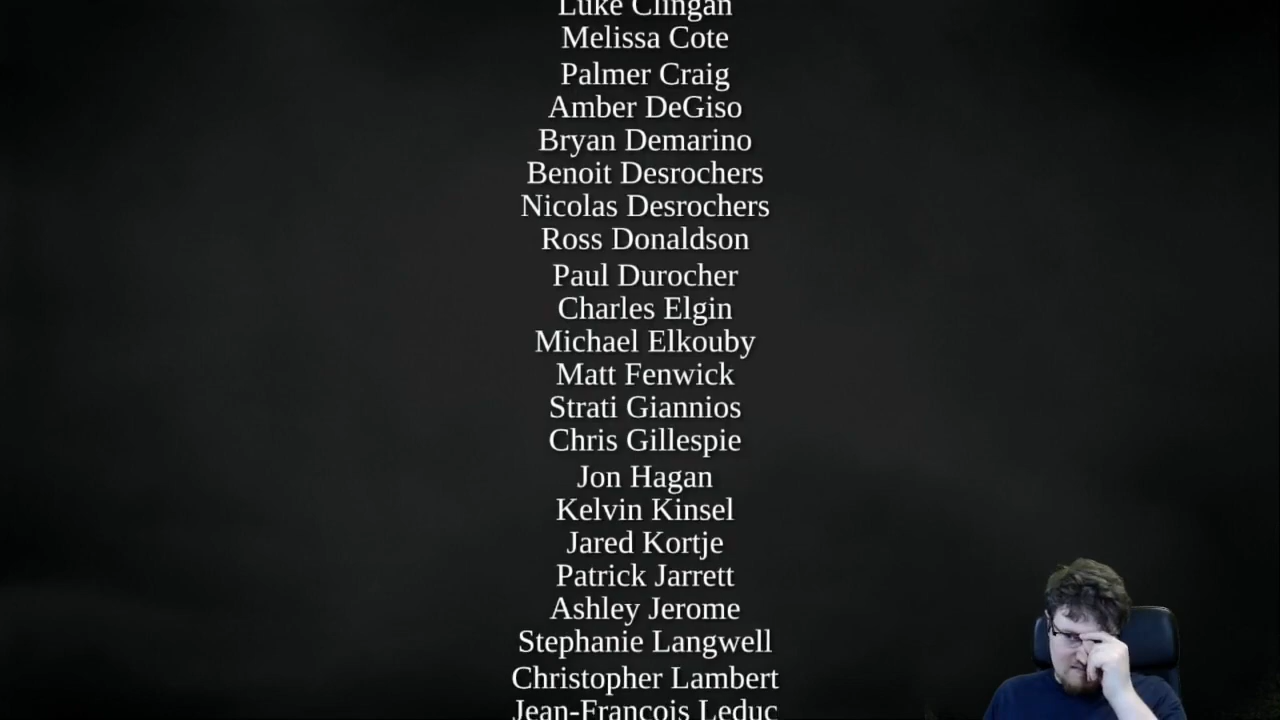 Luke Clingan
Melissa Cote
Palmer Craig
Amber DeGiso
Bryan Demarino
Benoit Desrochers
Nicolas Desrochers
Ross Donaldson
Paul Durocher
Charles Elgin
Michael Elkouby
Matt Fenwick
Strati Giannios
Chris Gillespie
Jon Hagan
Kelvin Kinsel
Jared Kortje
Patrick Jarrett
Ashley Jerome
Stephanie Langwell
Christopher Lambert
Jean-François Leduc